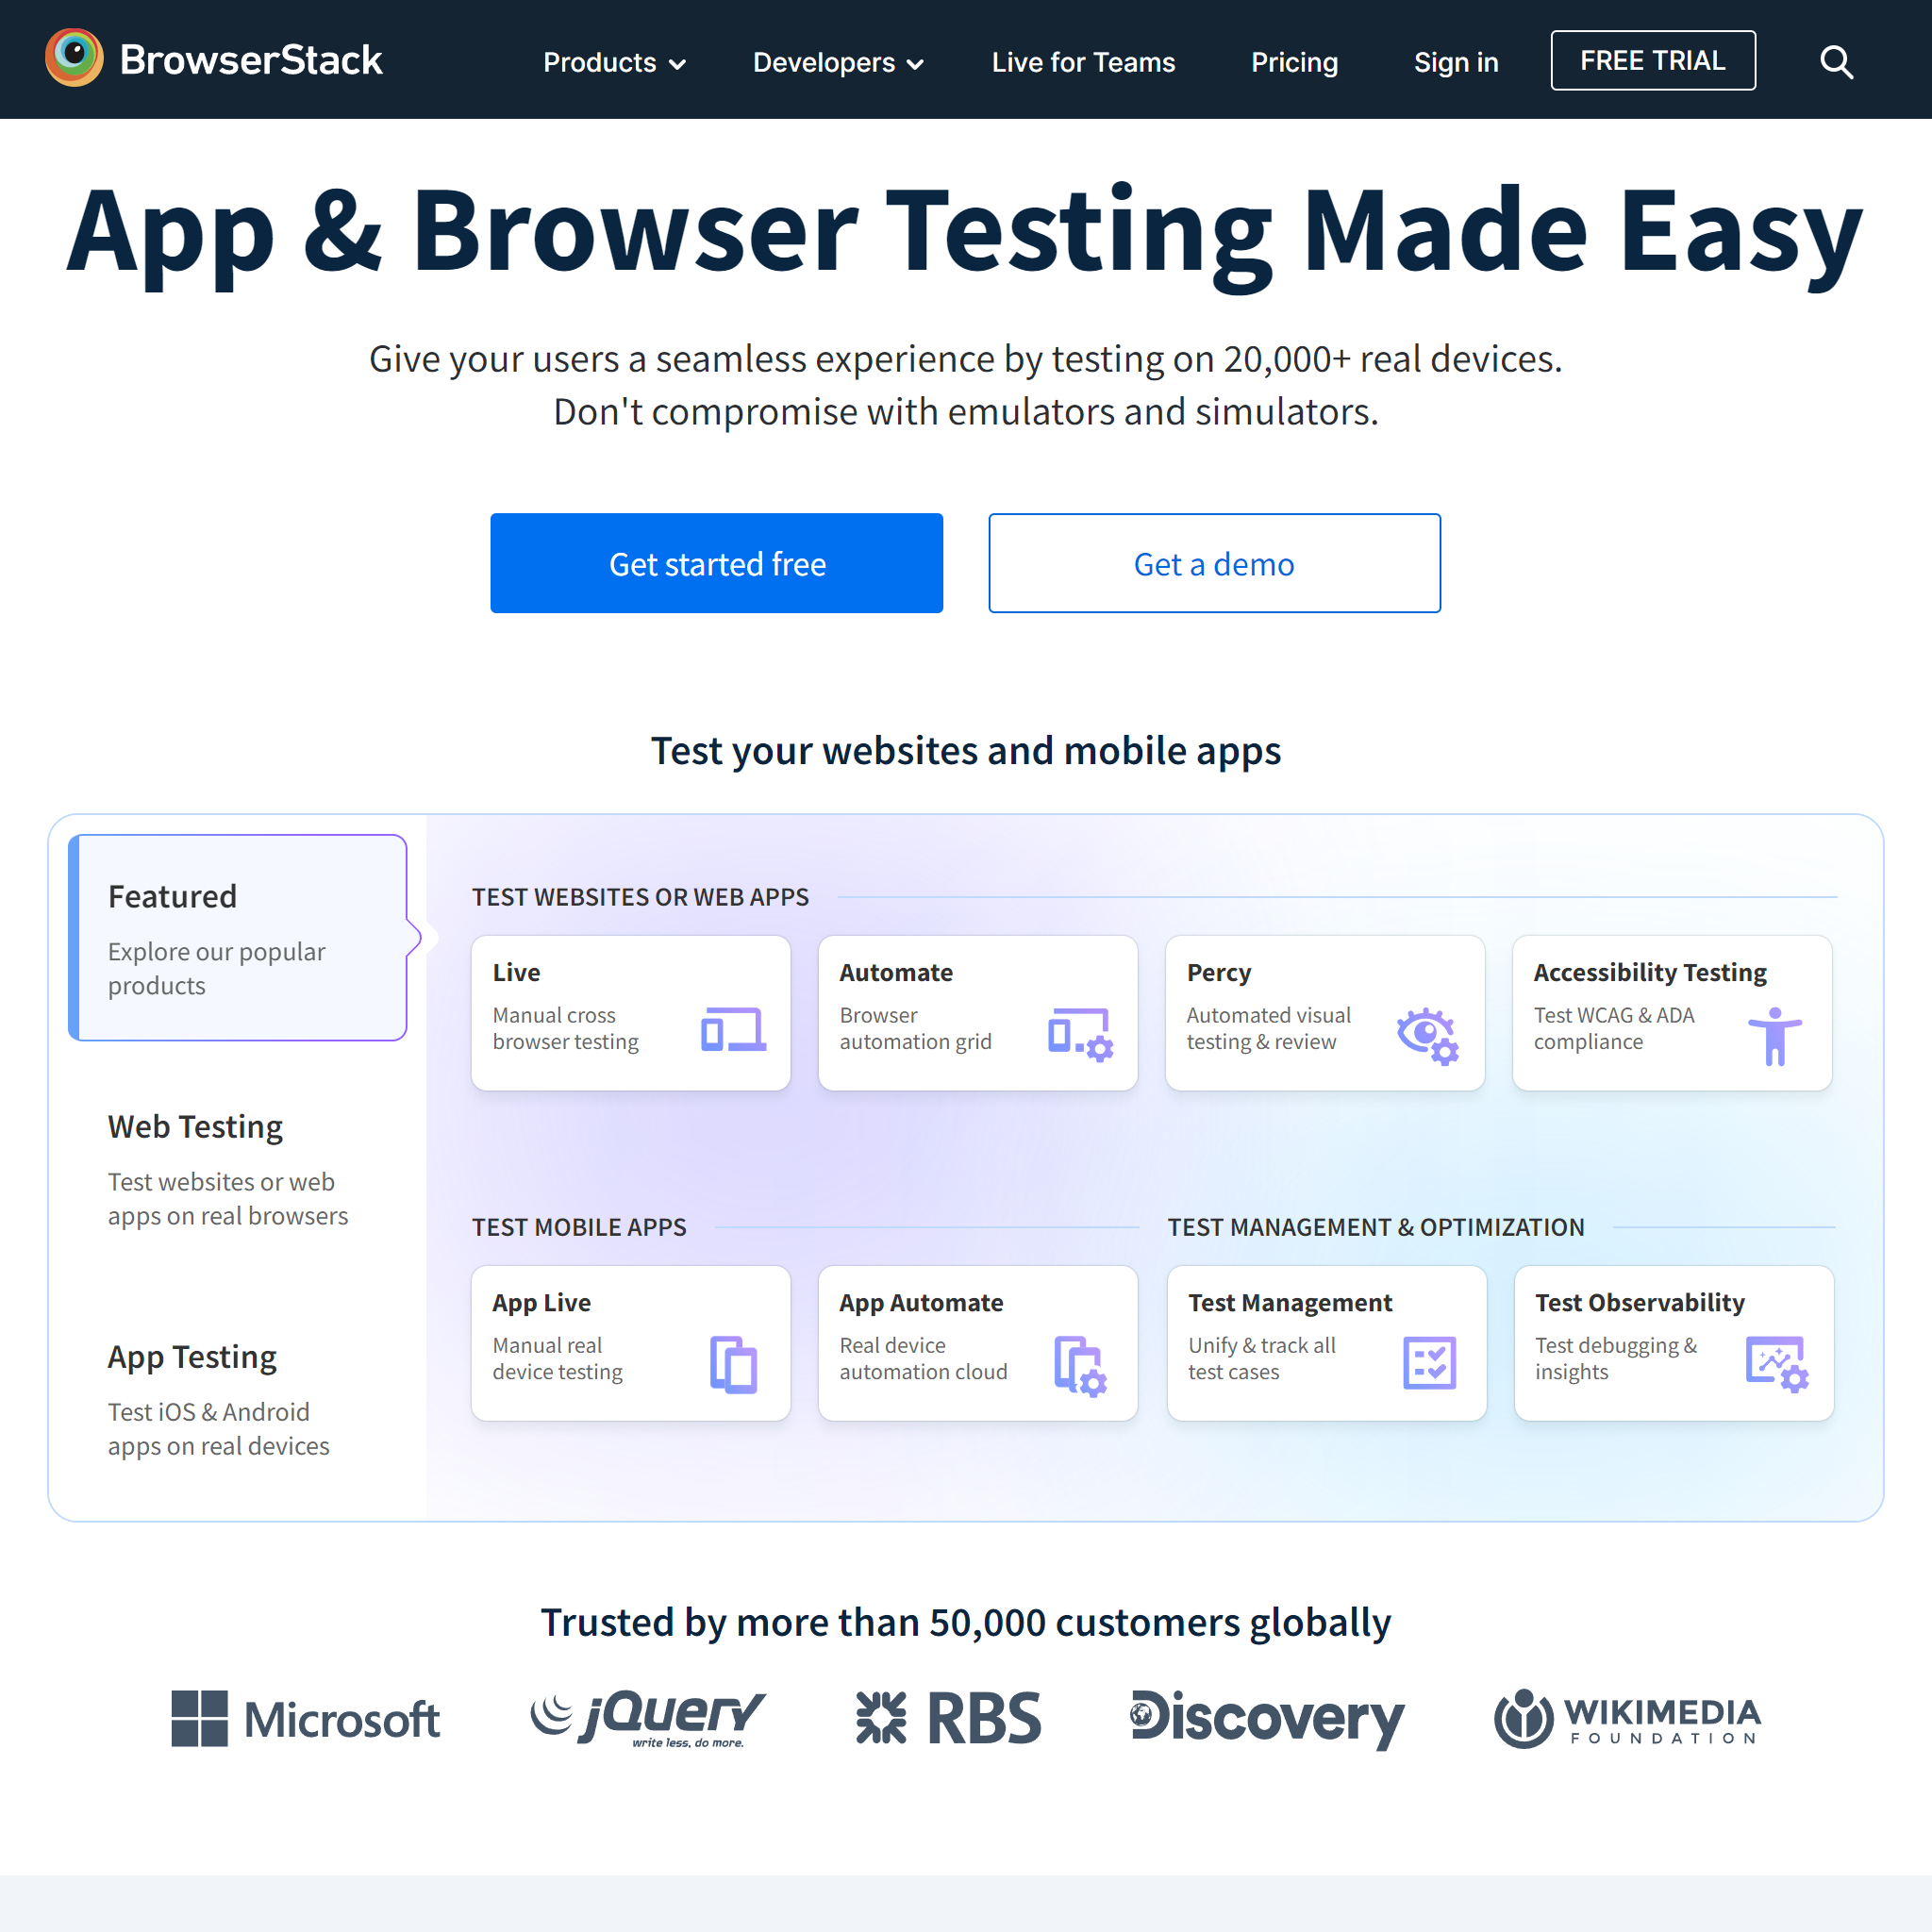 BrowserStack
Products
Developers
Live for Teams
Pricing
Sign in
FREE TRIAL
App & Browser Testing Made Easy
Give your users a seamless experience by testing on 20,000+ real devices.
Don't compromise with emulators and simulators.
Get started free
Get a demo
Test your websites and mobile apps
Featured
Explore our popular
products
Web Testing
Test websites or web
apps on real browsers
App Testing
Test iOS & Android
apps on real devices
TEST WEBSITES OR WEB APPS
Live
Manual cross
browser testing
Automate
Browser
automation grid
Percy
Automated visual
testing & review
Accessibility Testing
Test WCAG & ADA
compliance
TEST MOBILE APPS
App Live
Manual real
device testing
App Automate
Real device
automation cloud
TEST MANAGEMENT & OPTIMIZATION
Test Management
Unify & track all
test cases
Test Observability
Test debugging &
insights
Trusted by more than 50,000 customers globally
Microsoft
jQuery
write less, do more.
RBS
Discovery
WIKIMEDIA
FOUNDATION